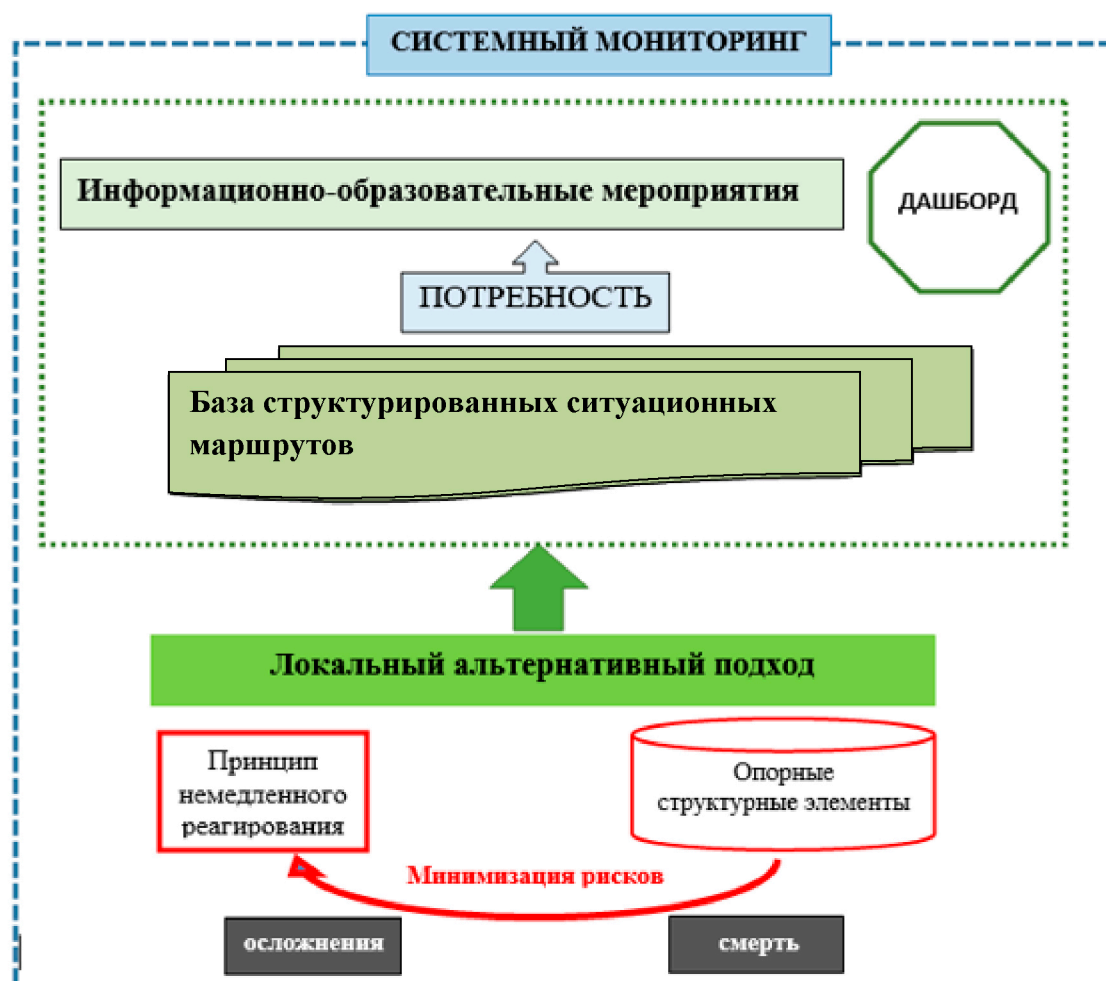 СИСТЕМНЫЙ МОНИТОРИНГ
Информационно-образовательные мероприятия
ДАШБОРД
ПОТРЕБНОСТЬ
База структурированных ситуационных
маршрутов
Локальный альтернативный подход
Принцип
немедленного
реагирования
Опорные
структурные элементы
Минимизация рисков
осложнения
смерть